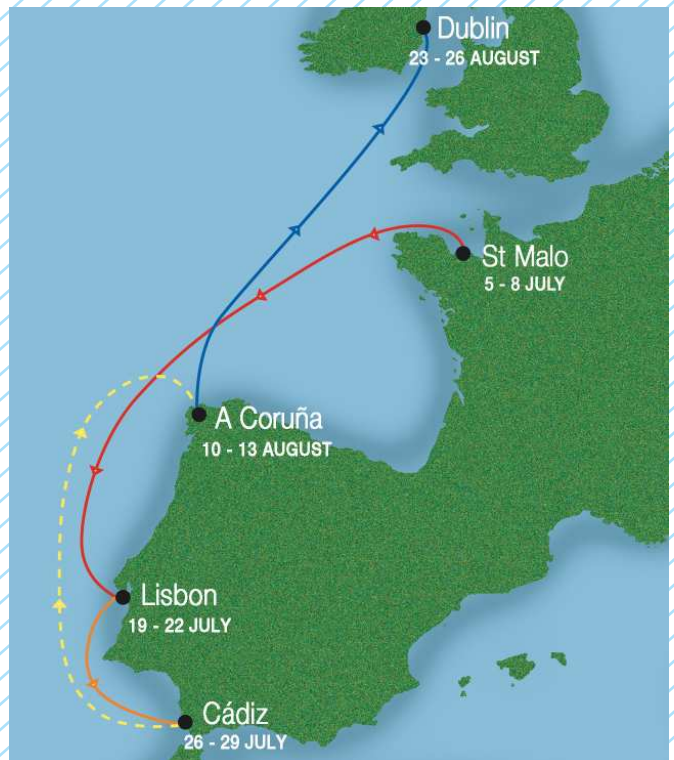 Dublin
23 - 26 AUGUST
St Malo
5 - 8 JULY
A Coruña
10 - 13 AUGUST
Lisbon
19 - 22 JULY
Cádiz
26 - 29 JULY